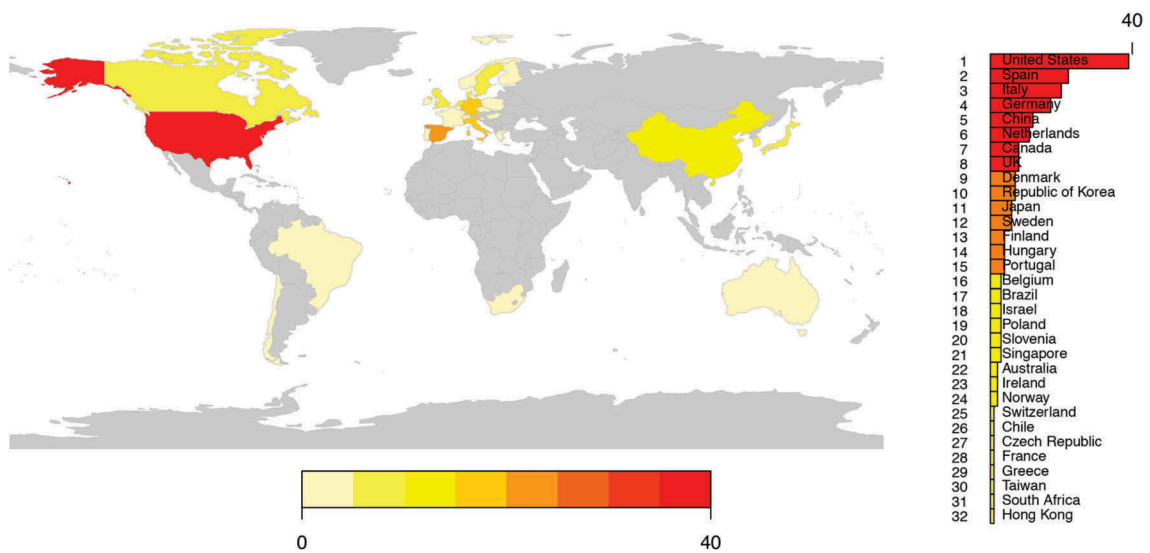 40
1 United States
2 Spain
3 Italy
4 Germany
5 China
6 Netherlands
7 Canada
8 UK
9 Denmark
10 Republic of Korea
11 Japan
12 Sweden
13 Finland
14 Hungary
15 Portugal
16 Belgium
17 Brazil
18 Israel
19 Poland
20 Slovenia
21 Singapore
22 Australia
23 Ireland
24 Norway
25 Switzerland
26 Chile
27 Czech Republic
28 France
29 Greece
30 Taiwan
31 South Africa
32 Hong Kong
0 40